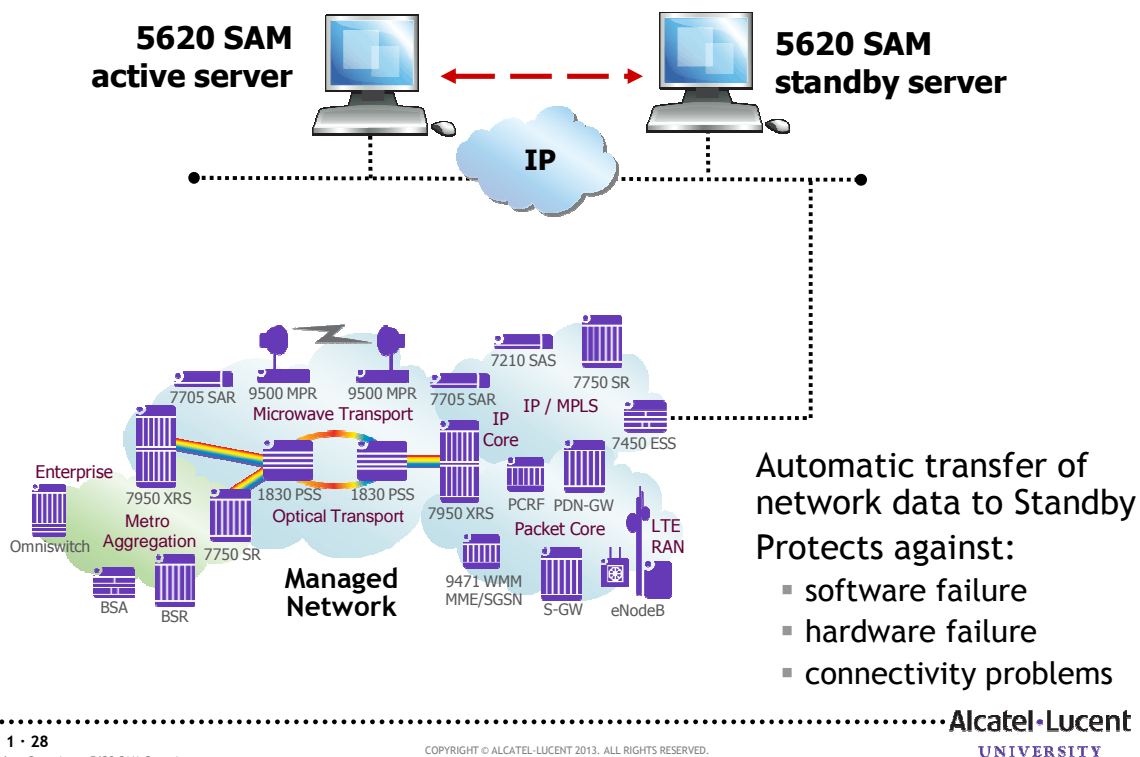 5620 SAM
active server
5620 SAM
standby server
IP
7210 SAS
7750 SR
7705 SAR
9500 MPR
9500 MPR
7705 SAR
Microwave Transport
IP / MPLS
IP
Core
7450 ESS
Enterprise
7950 XRS
1830 PSS
1830 PSS
7950 XRS
PCRF
PDN-GW
Omniswitch
Metro
Aggregation
7750 SR
Optical Transport
Packet Core
LTE
RAN
BSA
BSR
Managed
Network
9471 WMM
MME/SGSN
S-GW
eNodeB
Automatic transfer of
network data to Standby
Protects against:
software failure
hardware failure
connectivity problems
1 · 28
COPYRIGHT © ALCATEL-LUCENT 2013. ALL RIGHTS RESERVED.
Alcatel·Lucent
UNIVERSITY